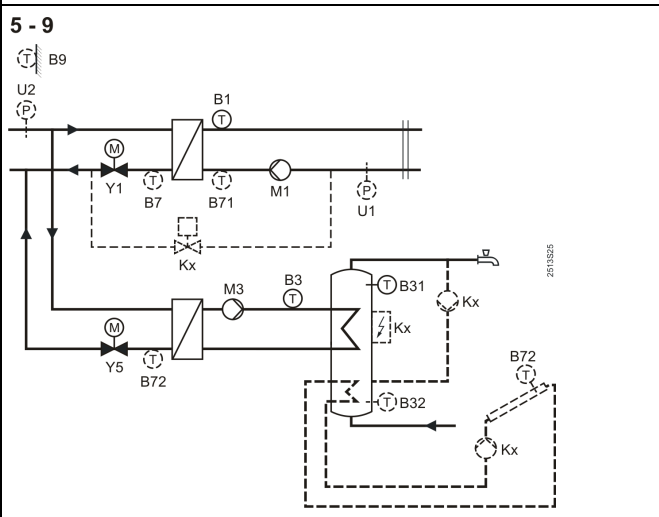 5 - 9
T B9
U2
P
B1
T
M
Y1
T
B7
T
B71
M1
P
U1
Kx
2513S25
M3
B3
T
T B31
Kx
Kx
M
Y5
T
B72
T B32
B72
T
Kx